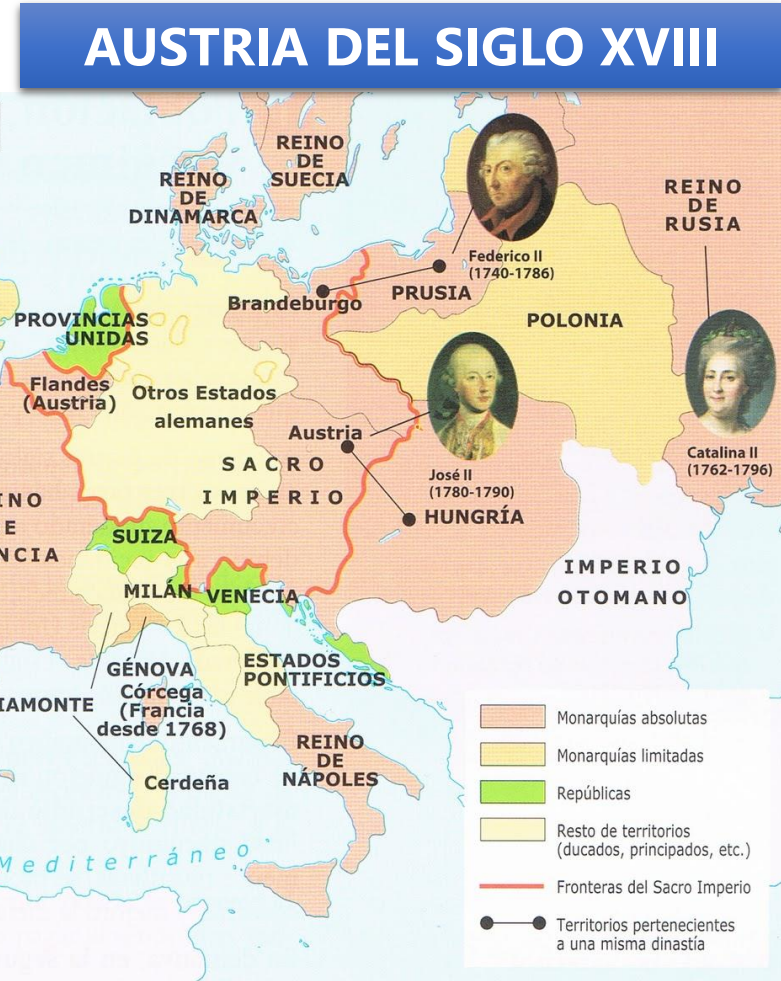 AUSTRIA DEL SIGLO XVIII
REINO
DE
SUECIA
REINO
DE
DINAMARCA
REINO
DE
RUSIA
Federico II
(1740-1786)
Brandeburgo
PRUSIA
PROVINCIAS
UNIDAS
POLONIA
Flandes
(Austria)
Otros Estados
alemanes
Austria
SACRO
IMPERIO
José II
(1780-1790)
Catalina II
(1762-1796)
INO
E
NCIA
HUNGRÍA
SUIZA
IMPERIO
OTOMANO
MILÁN
VENECIA
GÉNOVA
Córcega
(Francia
desde 1768)
ESTADOS
PONTIFICIOS
IAMONTE
REINO
DE
NÁPOLES
Cerdeña
Mediterráneo
Monarquías absolutas
Monarquías limitadas
Repúblicas
Resto de territorios
(ducados, principados, etc.)
Fronteras del Sacro Imperio
Territorios pertenecientes
a una misma dinastía